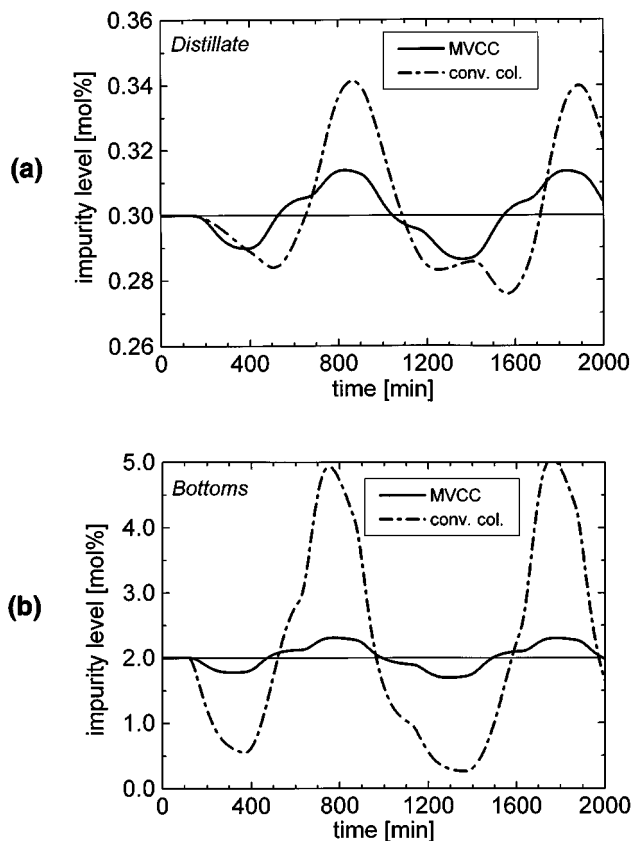 (a)
Distillate
MVCC
conv. col.
impurity level [mol%]
0.36
0.34
0.32
0.30
0.28
0.26
0 400 800 1200 1600 2000
time [min]
(b)
Bottoms
MVCC
conv. col.
impurity level [mol%]
5.0
4.0
3.0
2.0
1.0
0.0
0 400 800 1200 1600 2000
time [min]